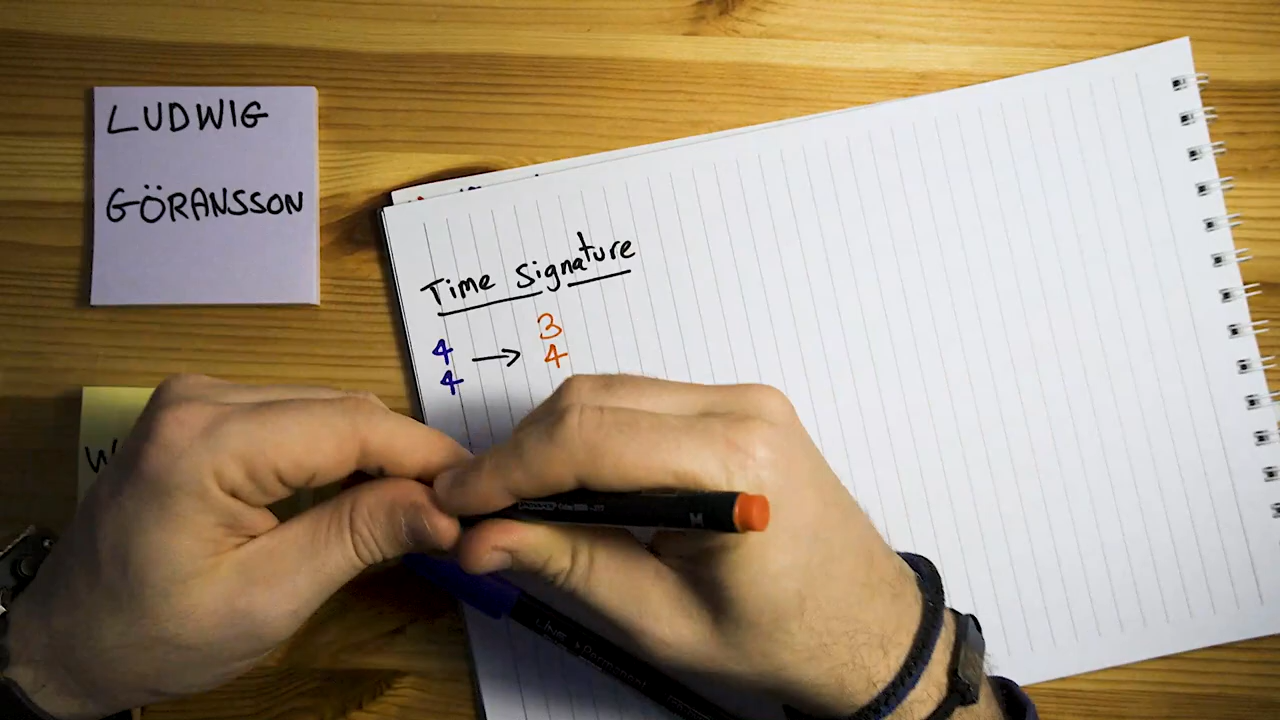 LUDWIG
GÖRANSSON
Time Signature
4 → 3
4 4
M